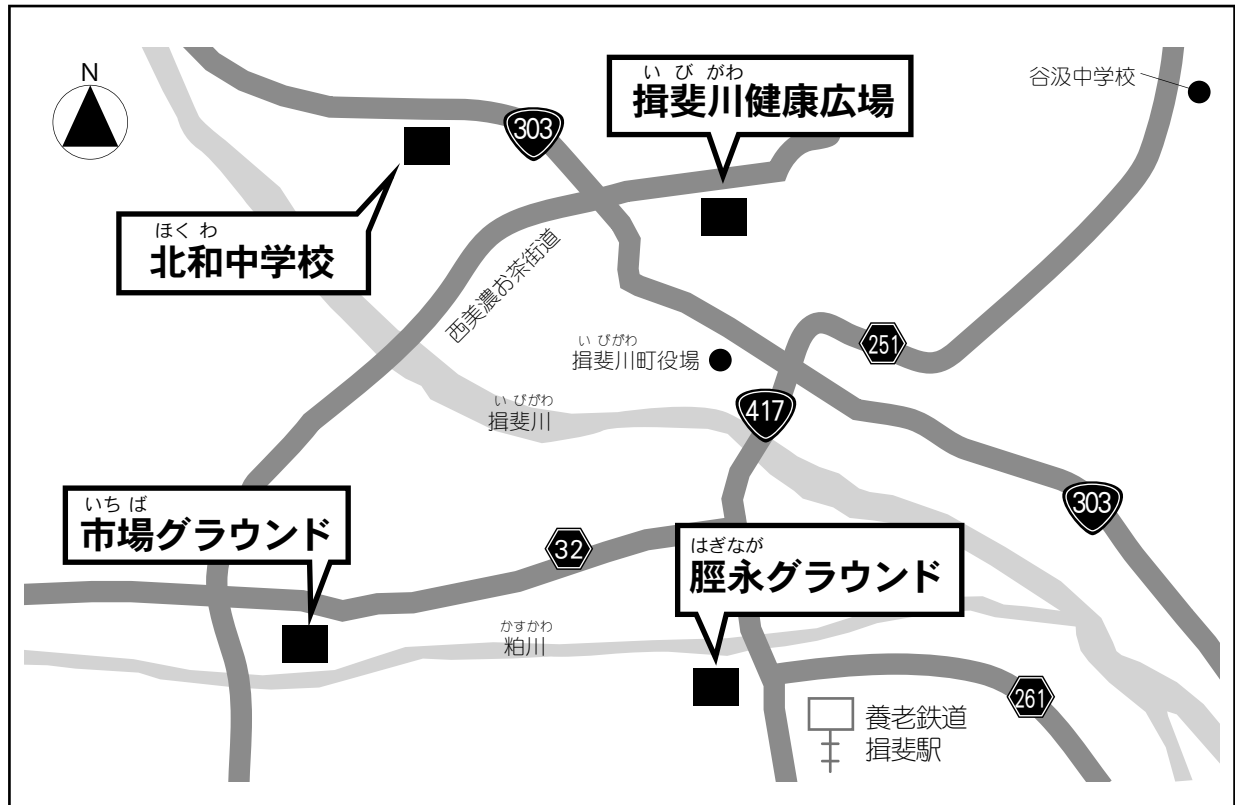 N
303
いびがわ
揖斐川健康広場
谷汲中学校
ほくわ
北和中学校
西美濃お茶街道
251
いびがわ
揖斐川町役場
417
いびがわ
揖斐川
303
いちば
市場グラウンド
32
はぎなが
脛永グラウンド
かすかわ
粕川
261
養老鉄道
揖斐駅